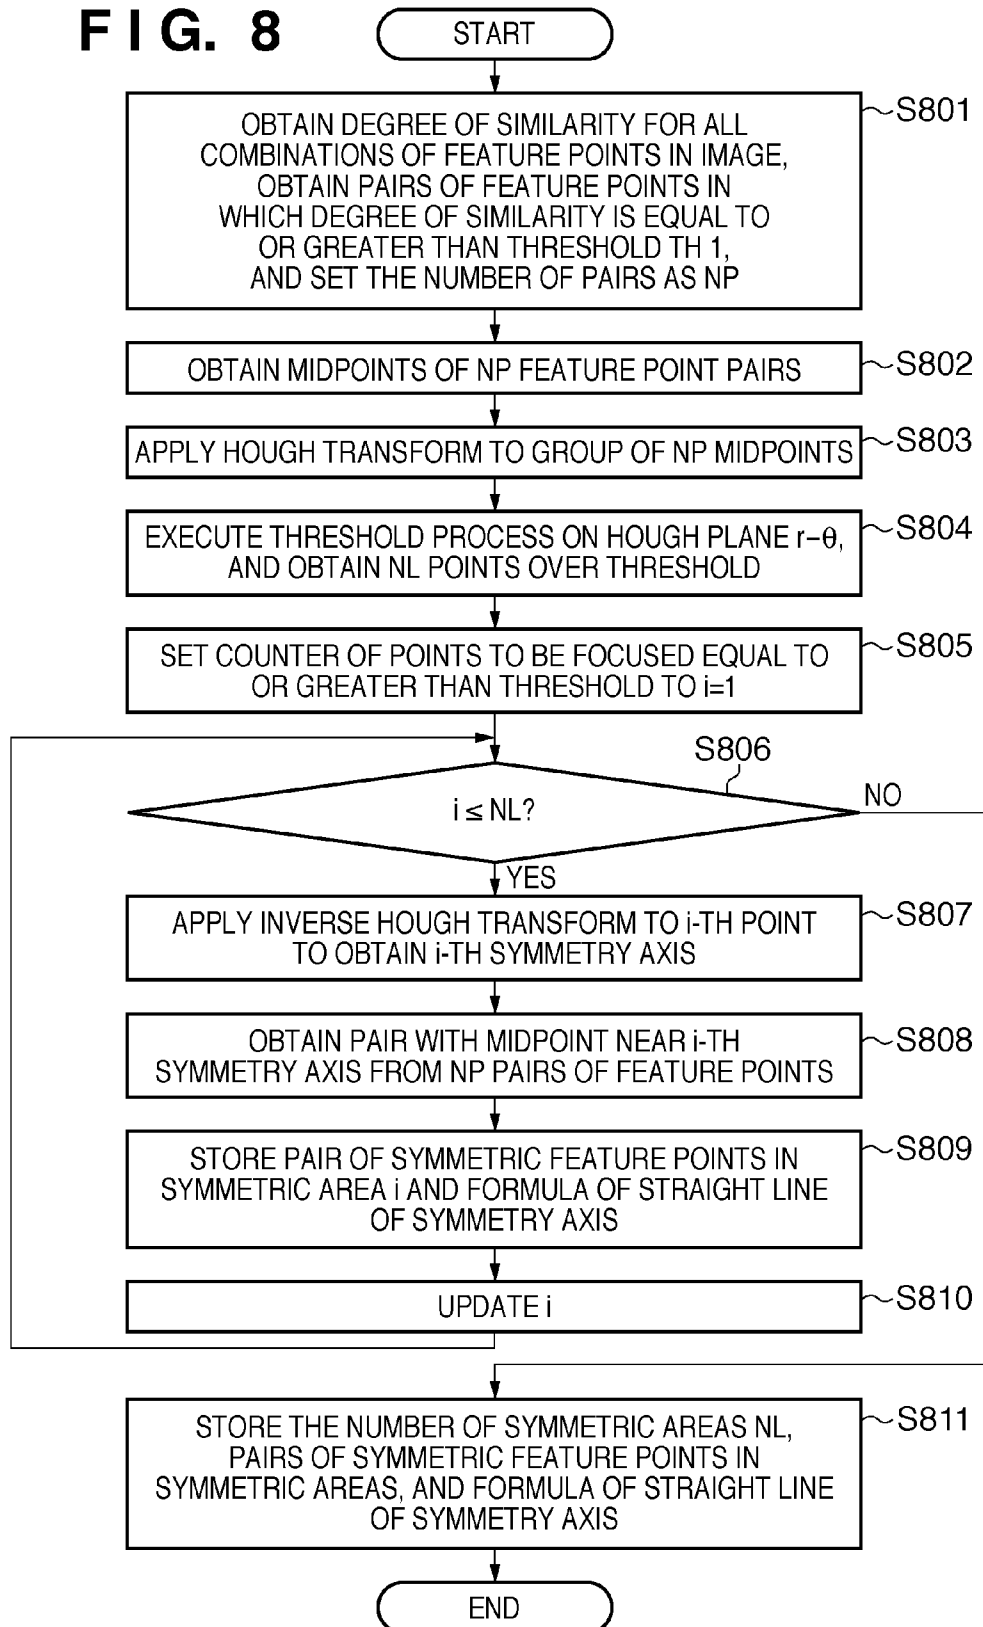 FIG. 8
START
S801
OBTAIN DEGREE OF SIMILARITY FOR ALL
COMBINATIONS OF FEATURE POINTS IN IMAGE,
OBTAIN PAIRS OF FEATURE POINTS IN
WHICH DEGREE OF SIMILARITY IS EQUAL TO
OR GREATER THAN THRESHOLD TH 1,
AND SET THE NUMBER OF PAIRS AS NP
S802
OBTAIN MIDPOINTS OF NP FEATURE POINT PAIRS
S803
APPLY HOUGH TRANSFORM TO GROUP OF NP MIDPOINTS
S804
EXECUTE THRESHOLD PROCESS ON HOUGH PLANE r-θ,
AND OBTAIN NL POINTS OVER THRESHOLD
S805
SET COUNTER OF POINTS TO BE FOCUSED EQUAL TO
OR GREATER THAN THRESHOLD TO i=1
S806
i ≤ NL?
NO
YES
S807
APPLY INVERSE HOUGH TRANSFORM TO i-TH POINT
TO OBTAIN i-TH SYMMETRY AXIS
S808
OBTAIN PAIR WITH MIDPOINT NEAR i-TH
SYMMETRY AXIS FROM NP PAIRS OF FEATURE POINTS
S809
STORE PAIR OF SYMMETRIC FEATURE POINTS IN
SYMMETRIC AREA i AND FORMULA OF STRAIGHT LINE
OF SYMMETRY AXIS
S810
UPDATE i
S811
STORE THE NUMBER OF SYMMETRIC AREAS NL,
PAIRS OF SYMMETRIC FEATURE POINTS IN
SYMMETRIC AREAS, AND FORMULA OF STRAIGHT LINE
OF SYMMETRY AXIS
END